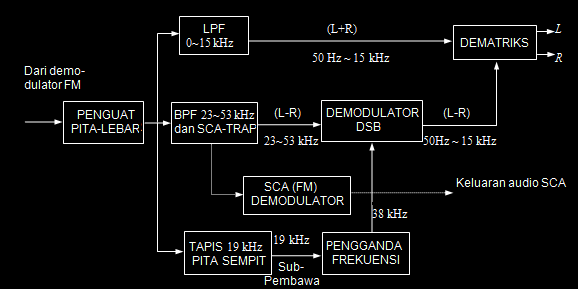 LPF
0~15 kHz
(L+R)
50 Hz ~ 15 kHz
DEMATRIKS
L
R
Dari demo-
dulator FM
PENGUAT
PITA-LEBAR
BPF 23~53 kHz
dan SCA-TRAP
(L-R)
23~53 kHz
DEMODULATOR
DSB
(L-R)
50Hz ~ 15 kHz
SCA (FM)
DEMODULATOR
Keluaran audio SCA
38 kHz
TAPIS 19 kHz
PITA SEMPIT
19 kHz
Sub-
Pembawa
PENGGANDA
FREKUENSI